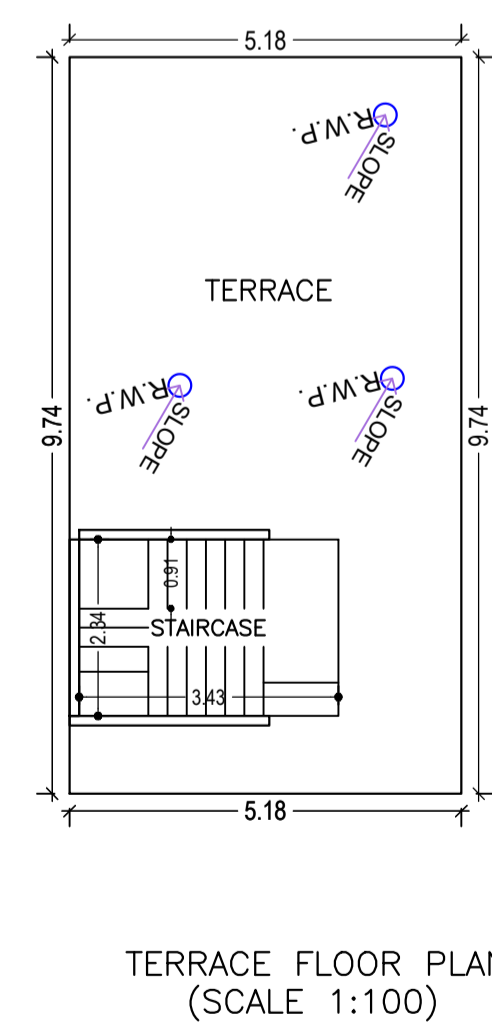 5.18
R.W.P.
SLOPE
TERRACE
R.W.P.
SLOPE
R.W.P.
SLOPE
9.74
9.74
0.91
2.34
STAIRCASE
3.43
5.18
TERRACE FLOOR PLAN
(SCALE 1:100)